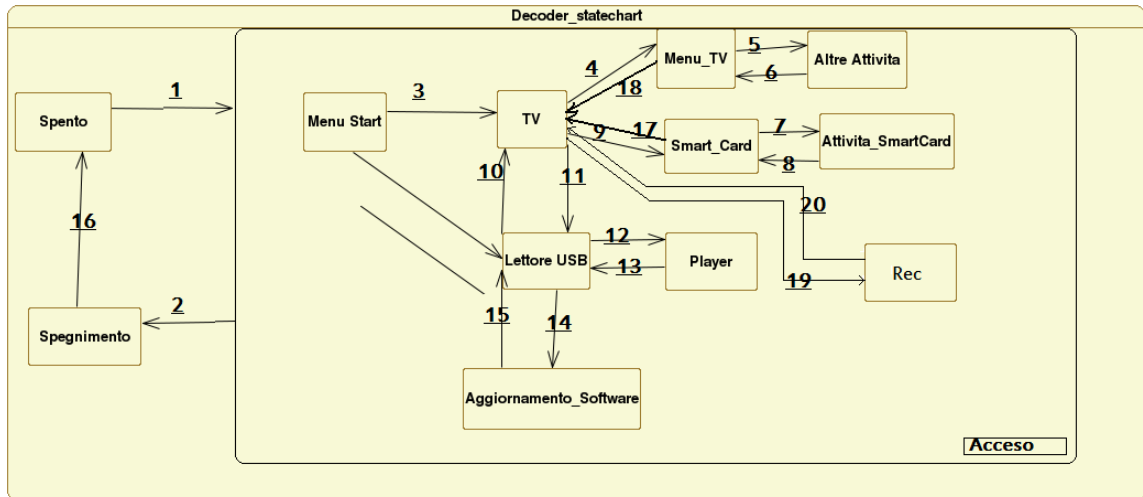 Decoder_statechart
1
Spento
16
Spegnimento
2
Menu Start
3
TV
4
18
Menu_TV
5
6
Altre Attivita
9
17
Smart_Card
7
8
Attivita_SmartCard
10
11
Lettore USB
12
13
Player
20
19
Rec
15
14
Aggiornamento_Software
Acceso